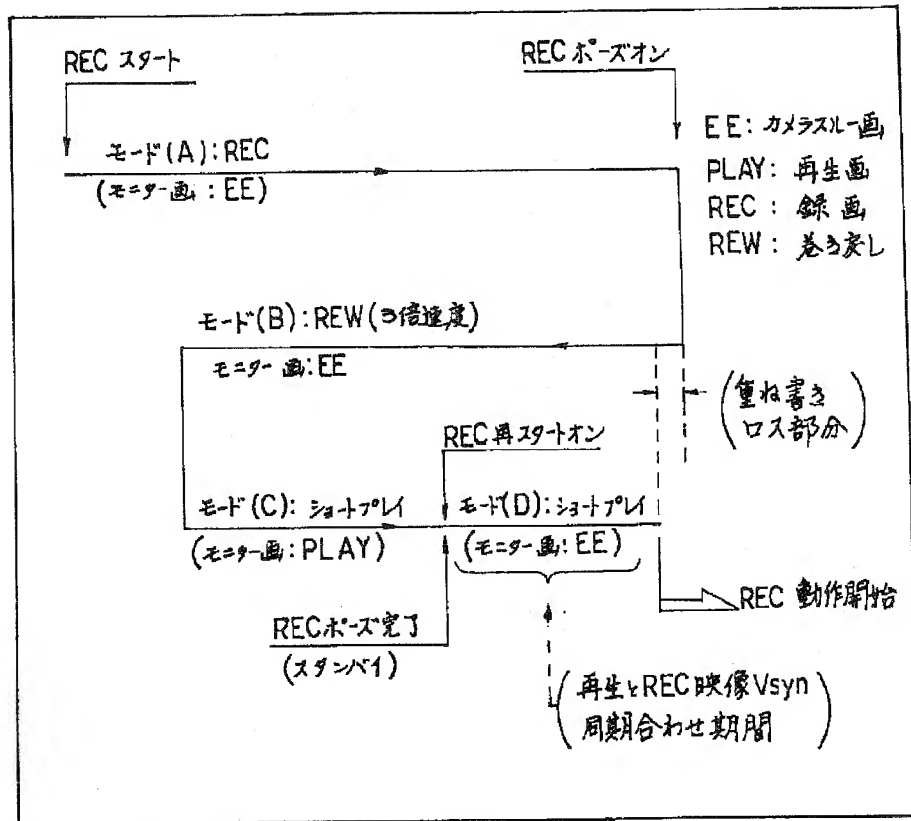 REC スタート
REC ポーズオン
EE: カメラスルー画
PLAY: 再生画
REC: 録画
REW: 巻き戻し
モード(A):REC
(モニター画:EE)
モード(B):REW(3倍速度)
モニター画:EE
(重ね書き
ロス部分)
REC再スタートオン
モード(C): ショートプレイ
(モニター画:PLAY)
モード(D):ショートプレイ
(モニター画:EE)
REC 動作開始
RECポーズ完了
(スタンバイ)
(再生とREC映像Vsyn
同期合わせ期間)